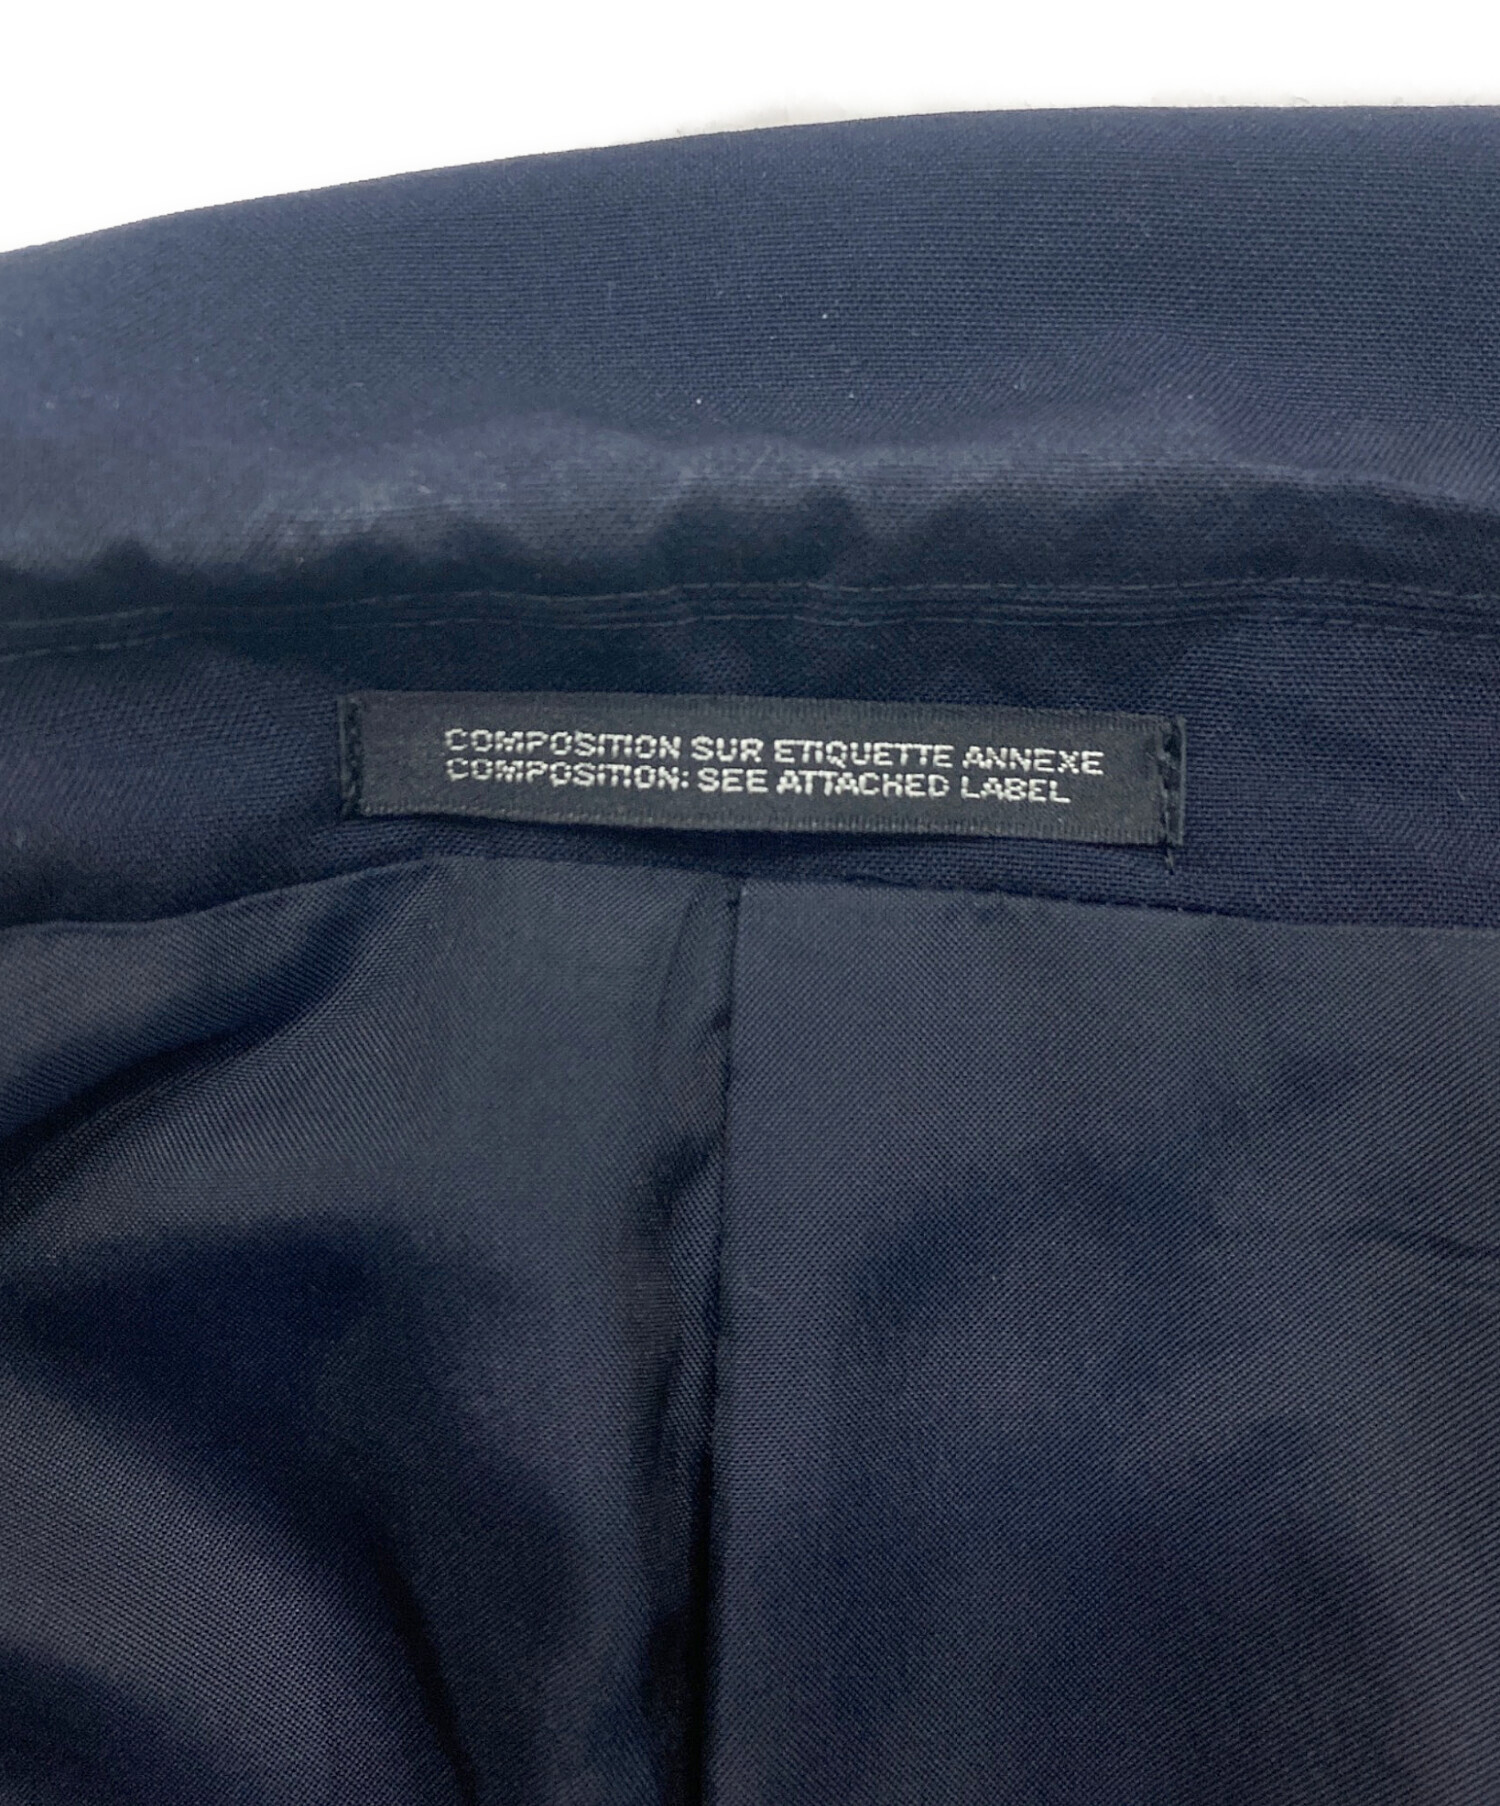 COMPOSITION SUR ETIQUETTE ANNEXE
COMPOSITION: SEE ATTACHED LABEL